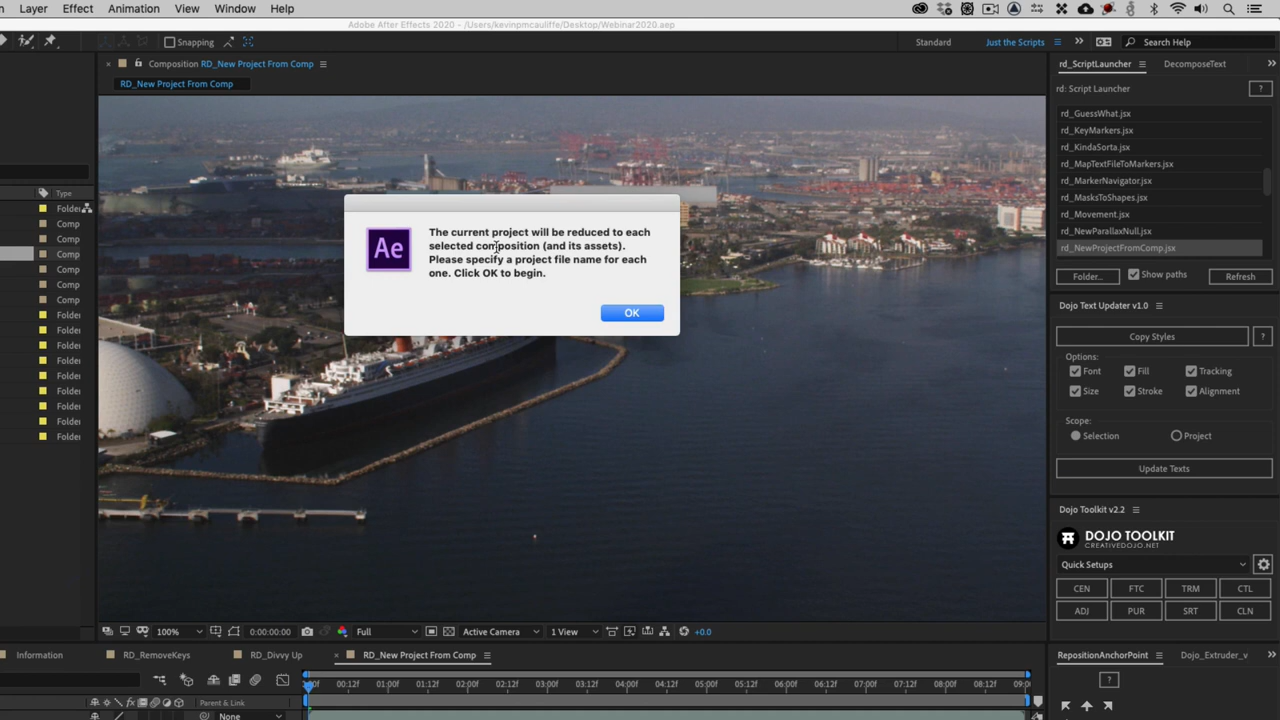 Layer Effect Animation View Window Help
Adobe After Effects 2020 - /Users/kevinpmcauliffe/Desktop/Webinar2020.aep
Snapping
Standard Just the Scripts Search Help
Composition RD_New Project From Comp
RD_New Project From Comp
Type
Folder
Comp
Comp
Comp
Comp
Comp
Comp
Folder
Folder
Folder
Folder
Folder
Folder
Folder
Folder
Folder
Ae
The current project will be reduced to each
selected composition (and its assets).
Please specify a project file name for each
one. Click OK to begin.
OK
100% 0:00:00:00 Full Active Camera 1 View +0.0
rd_ScriptLauncher DecomposeText
rd: Script Launcher ?
rd_GuessWhat.jsx
rd_KeyMarkers.jsx
rd_KindaSorta.jsx
rd_MapTextFileToMarkers.jsx
rd_MarkerNavigator.jsx
rd_MasksToShapes.jsx
rd_Movement.jsx
rd_NewParallaxNull.jsx
rd_NewProjectFromComp.jsx
Folder... Show paths Refresh
Dojo Text Updater v1.0
Copy Styles ?
Options:
Font Fill Tracking
Size Stroke Alignment
Scope:
Selection Project
Update Texts
Dojo Toolkit v2.2
DOJO TOOLKIT
CREATIVEDOJO.NET
Quick Setups
CEN FTC TRM CTL
ADJ PUR SRT CLN
Information RD_RemoveKeys RD_Divvy Up RD_New Project From Comp
00:12f 01:00f 01:12f 02:00f 02:12f 03:00f 03:12f 04:00f 04:12f 05:00f 05:12f 06:00f 06:12f 07:00f 07:12f 08:00f 08:12f
Parent & Link
None
RepositionAnchorPoint Dojo_Extruder_v
?